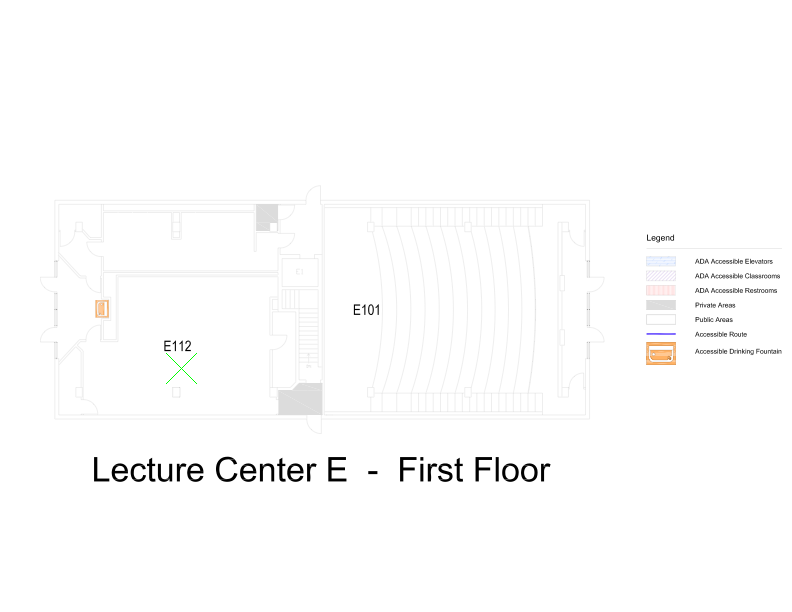 E101
E112
Lecture Center E - First Floor
Legend
ADA Accessible Elevators
ADA Accessible Classrooms
ADA Accessible Restrooms
Private Areas
Public Areas
Accessible Route
Accessible Drinking Fountain